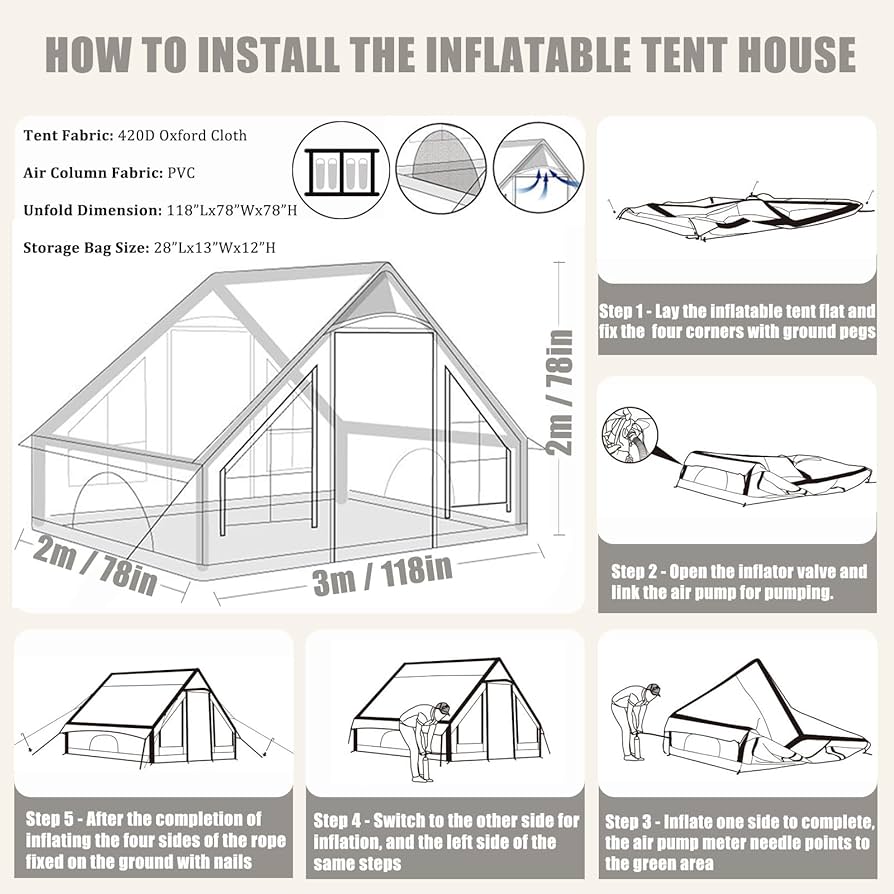 HOW TO INSTALL THE INFLATABLE TENT HOUSE
Tent Fabric: 420D Oxford Cloth
Air Column Fabric: PVC
Unfold Dimension: 118”Lx78”Wx78”H
Storage Bag Size: 28”Lx13”Wx12”H
2m / 78in
2m / 78in
3m / 118in
Step 1 - Lay the inflatable tent flat and
fix the four corners with ground pegs
Step 2 - Open the inflator valve and
link the air pump for pumping.
Step 3 - Inflate one side to complete,
the air pump meter needle points to
the green area
Step 4 - Switch to the other side for
inflation, and the left side of the
same steps
Step 5 - After the completion of
inflating the four sides of the rope
fixed on the ground with nails